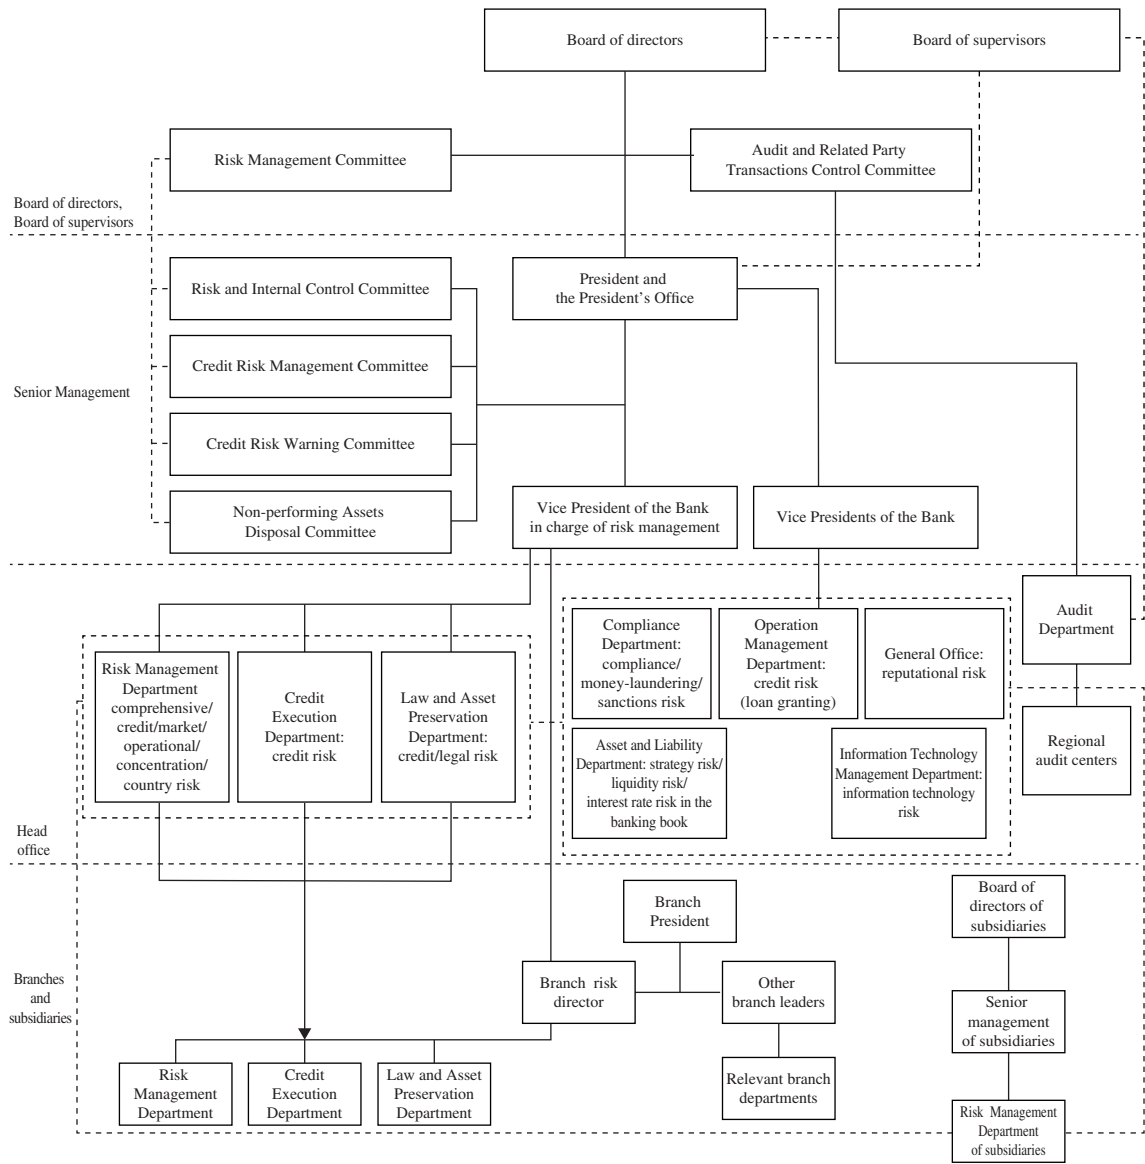 Board of directors
Board of supervisors
Risk Management Committee
Audit and Related Party
Transactions Control Committee
Board of directors,
Board of supervisors
Risk and Internal Control Committee
President and
the President's Office
Credit Risk Management Committee
Senior Management
Credit Risk Warning Committee
Non-performing Assets
Disposal Committee
Vice President of the Bank
in charge of risk management
Vice Presidents of the Bank
Audit
Department
Risk Management
Department
comprehensive/
credit/market/
operational/
concentration/
country risk
Credit
Execution
Department:
credit risk
Law and Asset
Preservation
Department:
credit/legal risk
Compliance
Department:
compliance/
money-laundering/
sanctions risk
Operation
Management
Department:
credit risk
(loan granting)
General Office:
reputational risk
Asset and Liability
Department: strategy risk/
liquidity risk/
interest rate risk in the
banking book
Information Technology
Management Department:
information technology
risk
Regional
audit centers
Head
office
Branch
President
Board of
directors of
subsidiaries
Branches
and
subsidiaries
Branch risk
director
Other
branch leaders
Senior
management
of subsidiaries
Risk
Management
Department
Credit
Execution
Department
Law and Asset
Preservation
Department
Relevant branch
departments
Risk Management
Department
of subsidiaries